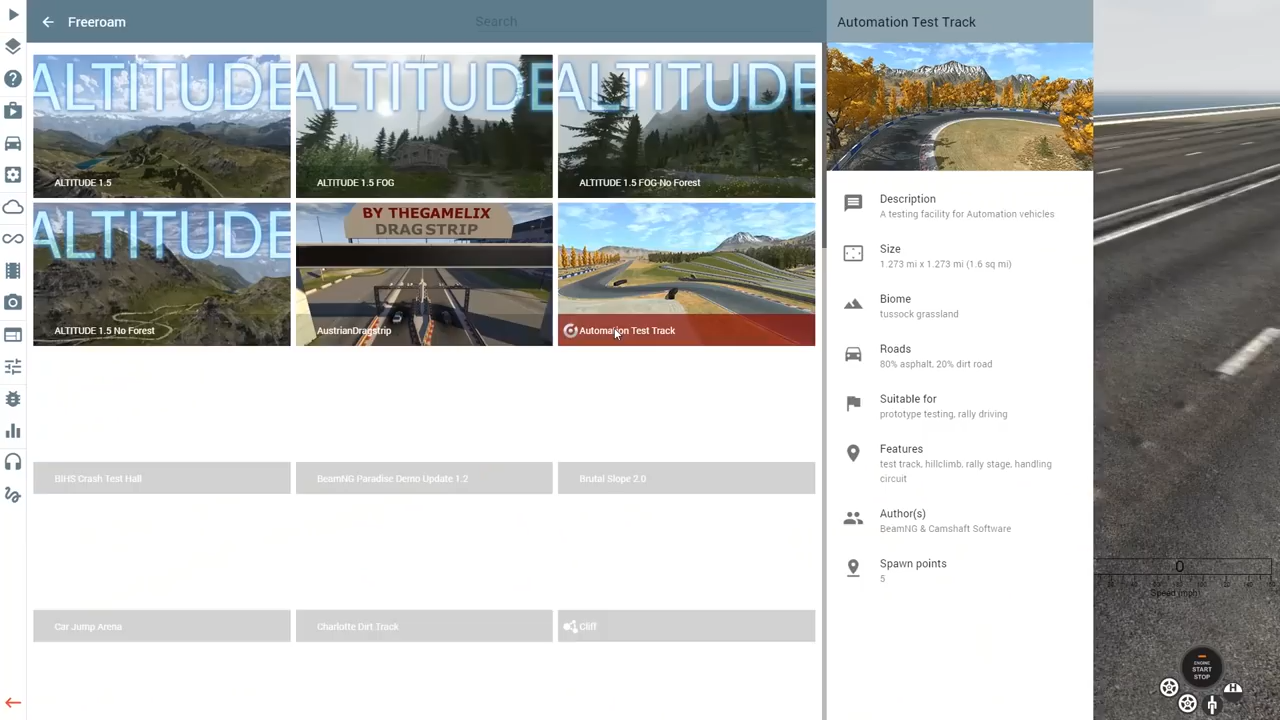 Freeroam
Search
ALTITUDE
ALTITUDE 1.5
ALTITUDE
ALTITUDE 1.5 FOG
ALTITUDE
ALTITUDE 1.5 FOG-No Forest
ALTITUDE
ALTITUDE 1.5 No Forest
BY THEGAMELIX
DRAGSTRIP
AustrianDragstrip
Automation Test Track
BIHS Crash Test Hall
BeamNG Paradise Demo Update 1.2
Brutal Slope 2.0
Car Jump Arena
Charlotte Dirt Track
Cliff
Automation Test Track
Description
A testing facility for Automation vehicles
Size
1.273 mi x 1.273 mi (1.6 sq mi)
Biome
tussock grassland
Roads
80% asphalt, 20% dirt road
Suitable for
prototype testing, rally driving
Features
test track, hillclimb, rally stage, handling
circuit
Author(s)
BeamNG & Camshaft Software
Spawn points
5
0
Speed (mph)
ENGINE
START
STOP
H